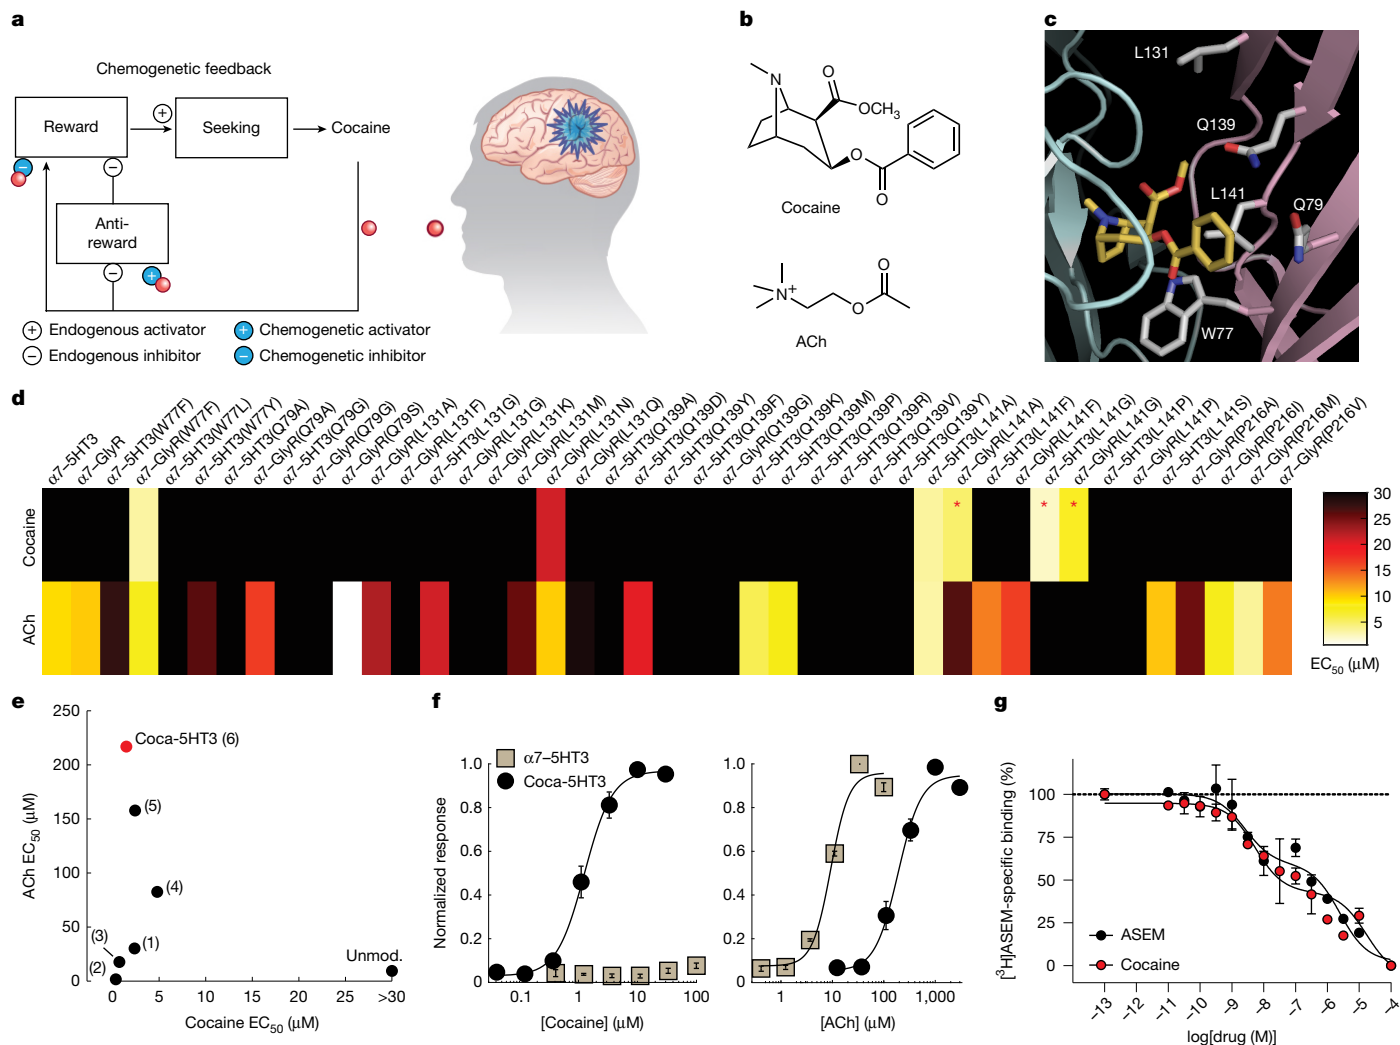 a
Chemogenetic feedback
Reward
+
Seeking
Cocaine
−
−
Anti-
reward
−
+
+ Endogenous activator
+ Chemogenetic activator
− Endogenous inhibitor
− Chemogenetic inhibitor
b
N
O
OCH₃
O
O
Cocaine
N+
O
O
ACh
c
L131
Q139
L141
Q79
W77
d
α7–5HT3
α7–GlyR
α7–5HT3(W77F)
α7–GlyR(W77F)
α7–5HT3(W77L)
α7–5HT3(W77Y)
α7–5HT3(Q79A)
α7–GlyR(Q79A)
α7–5HT3(Q79G)
α7–GlyR(Q79G)
α7–GlyR(Q79S)
α7–GlyR(L131A)
α7–GlyR(L131F)
α7–5HT3(L131G)
α7–GlyR(L131G)
α7–GlyR(L131K)
α7–GlyR(L131M)
α7–GlyR(L131N)
α7–GlyR(L131Q)
α7–5HT3(Q139A)
α7–5HT3(Q139D)
α7–5HT3(Q139Y)
α7–5HT3(Q139F)
α7–GlyR(Q139G)
α7–5HT3(Q139K)
α7–5HT3(Q139M)
α7–5HT3(Q139P)
α7–5HT3(Q139R)
α7–5HT3(Q139V)
α7–5HT3(Q139Y)
α7–5HT3(L141A)
α7–GlyR(L141A)
α7–5HT3(L141F)
α7–GlyR(L141F)
α7–5HT3(L141G)
α7–GlyR(L141G)
α7–5HT3(L141P)
α7–GlyR(L141P)
α7–5HT3(L141S)
α7–GlyR(P216A)
α7–GlyR(P216I)
α7–GlyR(P216M)
α7–GlyR(P216V)
Cocaine
* * *
ACh
30
25
20
15
10
5
EC₅₀ (μM)
e
ACh EC₅₀ (μM)
250
200
150
100
50
0
Coca-5HT3 (6)
(5)
(4)
(3)
(1)
(2)
Unmod.
0 5 10 15 20 25 >30
Cocaine EC₅₀ (μM)
f
α7–5HT3
Coca-5HT3
Normalized response
1.0
0.8
0.6
0.4
0.2
0
0.1 1 10 100
[Cocaine] (μM)
1.0
0.8
0.6
0.4
0.2
0
1 10 100 1,000
[ACh] (μM)
g
[³H]ASEM-specific binding (%)
100
75
50
25
0
ASEM
Cocaine
−13 −12 −11 −10 −9 −8 −7 −6 −5 −4
log[drug (M)]